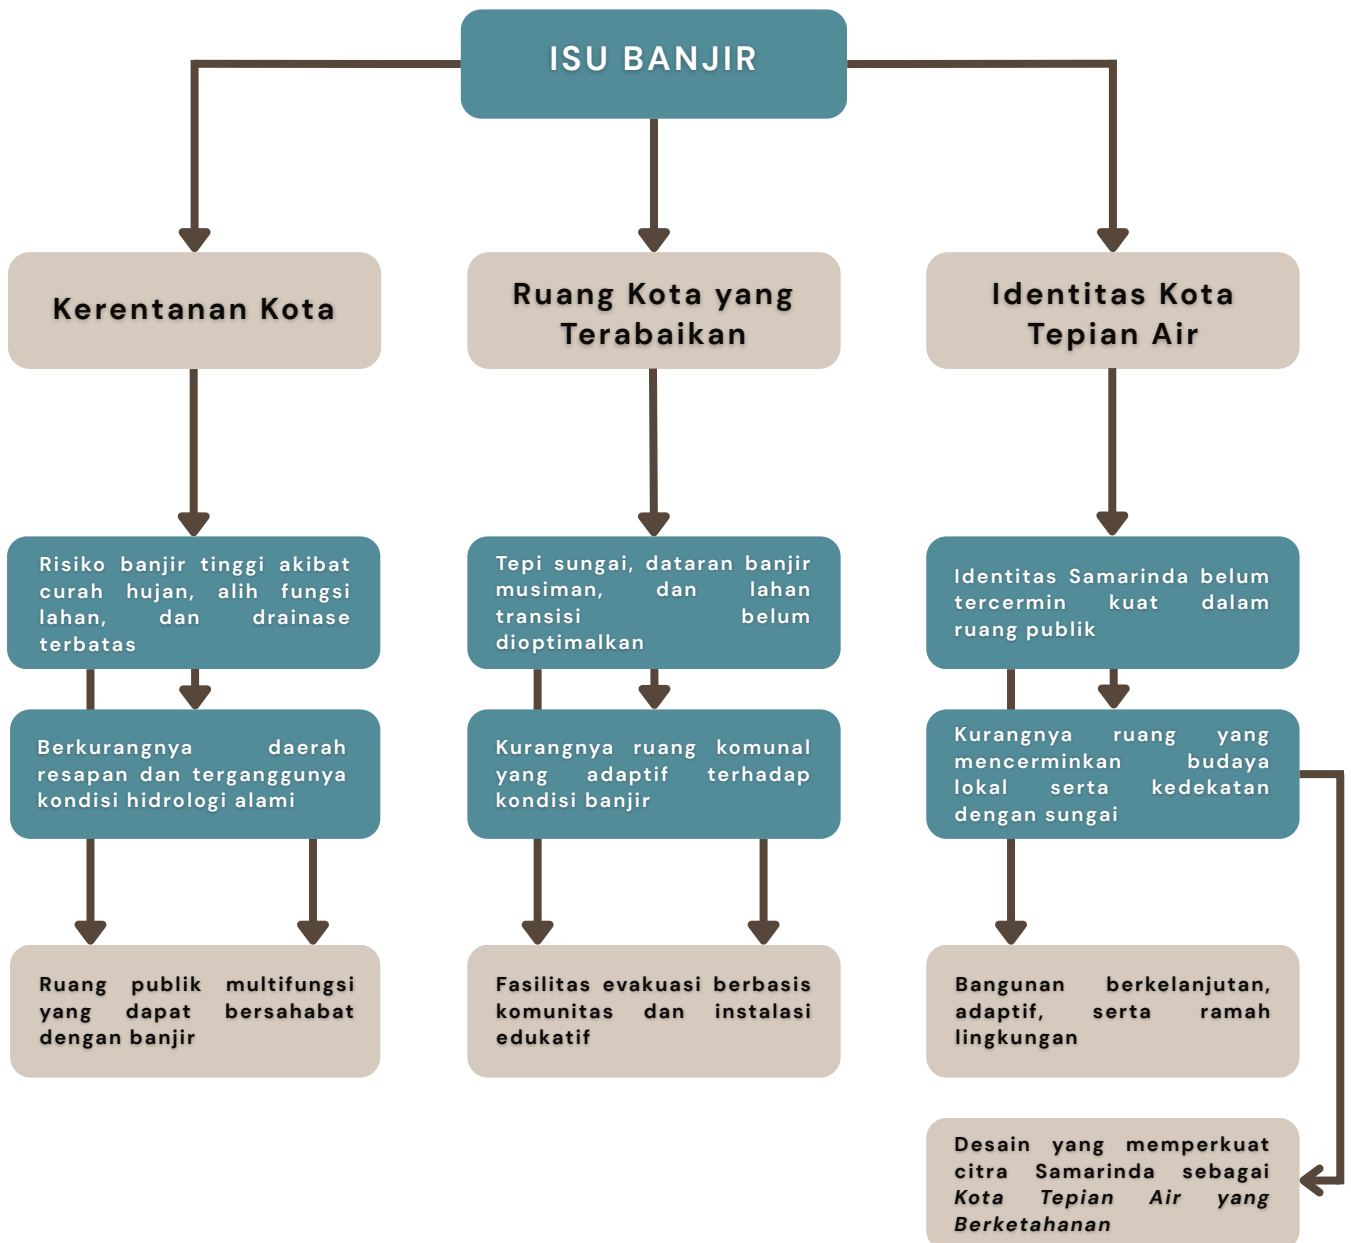 ISU BANJIR
Kerentanan Kota
Ruang Kota yang
Terabaikan
Identitas Kota
Tepian Air
Risiko banjir tinggi akibat
curah hujan, alih fungsi
lahan, dan drainase
terbatas
Tepi sungai, dataran banjir
musiman, dan lahan
transisi belum
dioptimalkan
Identitas Samarinda belum
tercermin kuat dalam
ruang publik
Berkurangnya daerah
resapan dan terganggunya
kondisi hidrologi alami
Kurangnya ruang komunal
yang adaptif terhadap
kondisi banjir
Kurangnya ruang yang
mencerminkan budaya
lokal serta kedekatan
dengan sungai
Ruang publik multifungsi
yang dapat bersahabat
dengan banjir
Fasilitas evakuasi berbasis
komunitas dan instalasi
edukatif
Bangunan berkelanjutan,
adaptif, serta ramah
lingkungan
Desain yang memperkuat
citra Samarinda sebagai
Kota Tepian Air yang
Berketahanan